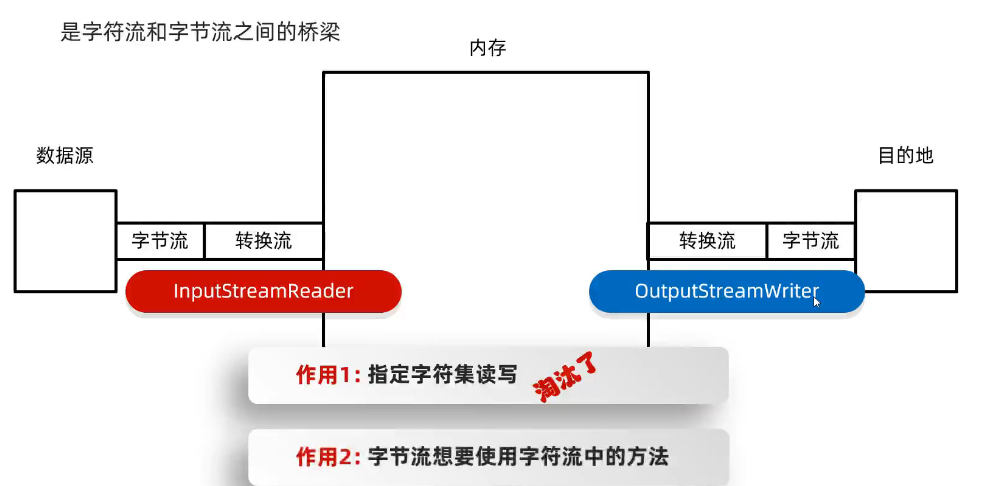 是字符流和字节流之间的桥梁
内存
数据源
目的地
字节流
转换流
转换流
字节流
InputStreamReader
OutputStreamWriter
作用1: 指定字符集读写
淘汰了
作用2: 字节流想要使用字符流中的方法